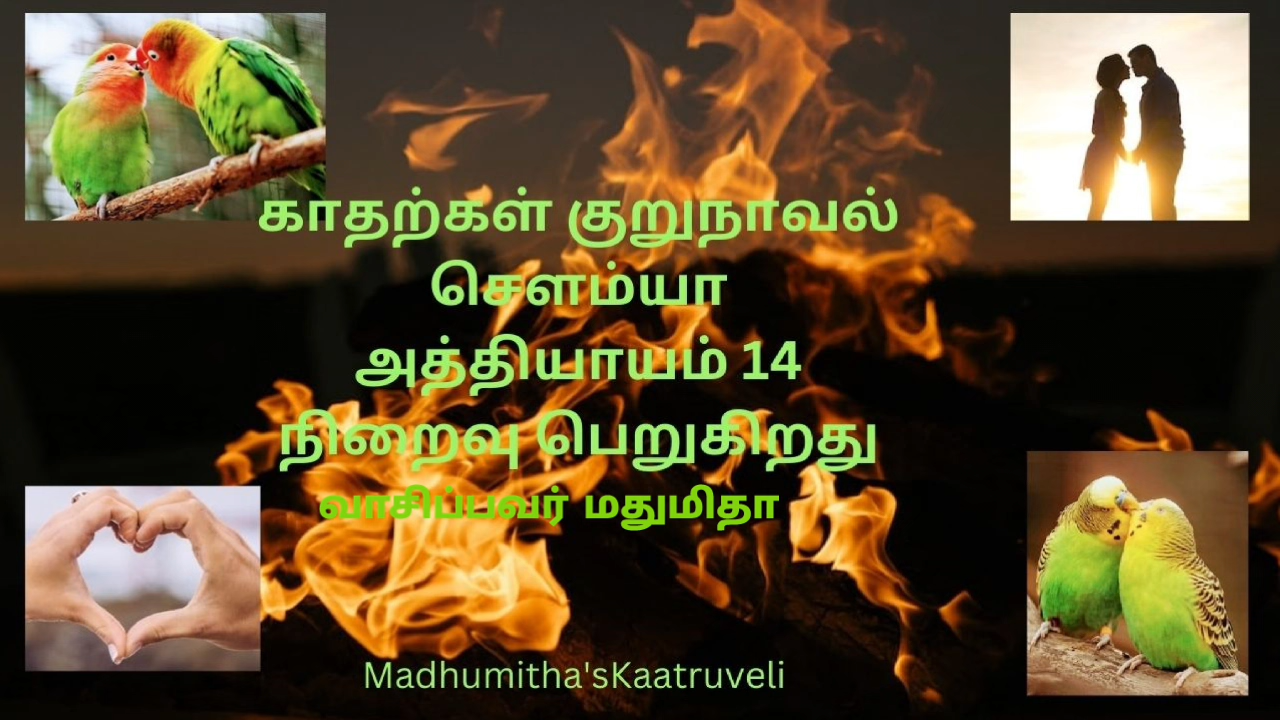 காதற்கள் குறுநாவல்
சௌம்யா
அத்தியாயம் 14
நிறைவு பெறுகிறது
வாசிப்பவர் மதுமிதா
Madhumitha'sKaatruveli